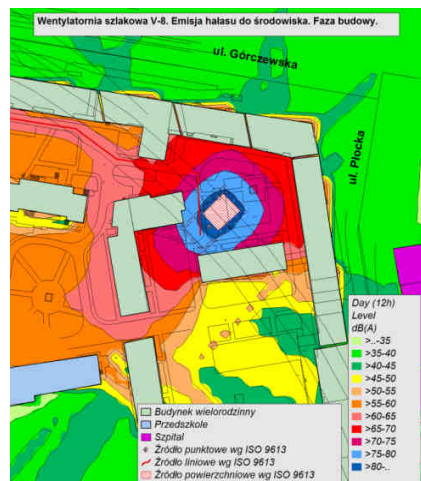 Wentylatornia szlakowa V-8. Emisja hałasu do środowiska. Faza budowy.
ul. Górczewska
ul. Płocka
Day (12h)
Level
dB(A)
>..-35
>35-40
>40-45
>45-50
>50-55
>55-60
>60-65
>65-70
>70-75
>75-80
>80-..
Budynek wielorodzinny
Przedszkole
Szpital
Źródło punktowe wg ISO 9613
Źródło liniowe wg ISO 9613
Źródło powierzchniowe wg ISO 9613